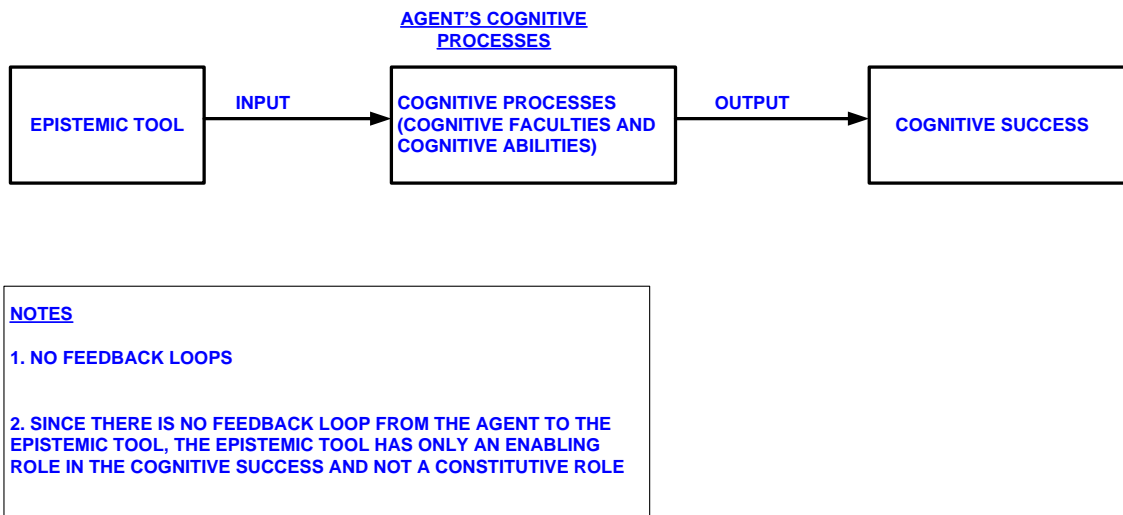 AGENT'S COGNITIVE
PROCESSES
EPISTEMIC TOOL
INPUT
COGNITIVE PROCESSES
(COGNITIVE FACULTIES AND
COGNITIVE ABILITIES)
OUTPUT
COGNITIVE SUCCESS
NOTES
1. NO FEEDBACK LOOPS
2. SINCE THERE IS NO FEEDBACK LOOP FROM THE AGENT TO THE
EPISTEMIC TOOL, THE EPISTEMIC TOOL HAS ONLY AN ENABLING
ROLE IN THE COGNITIVE SUCCESS AND NOT A CONSTITUTIVE ROLE